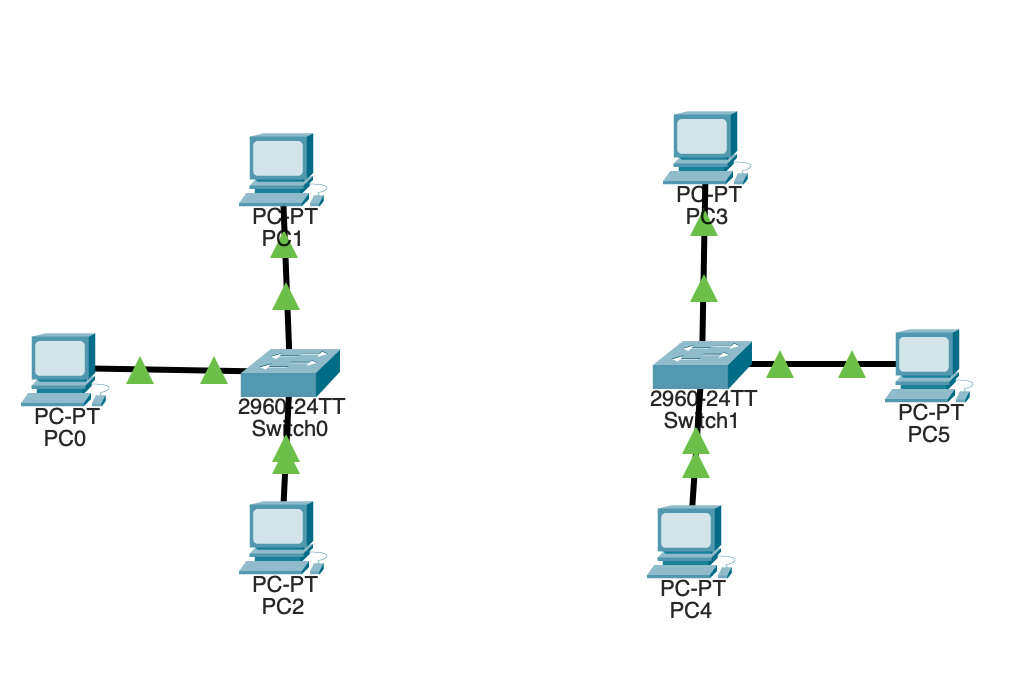 PC-PT
PC1
PC-PT
PC3
PC-PT
PC0
2960-24TT
Switch0
2960-24TT
Switch1
PC-PT
PC5
PC-PT
PC2
PC-PT
PC4